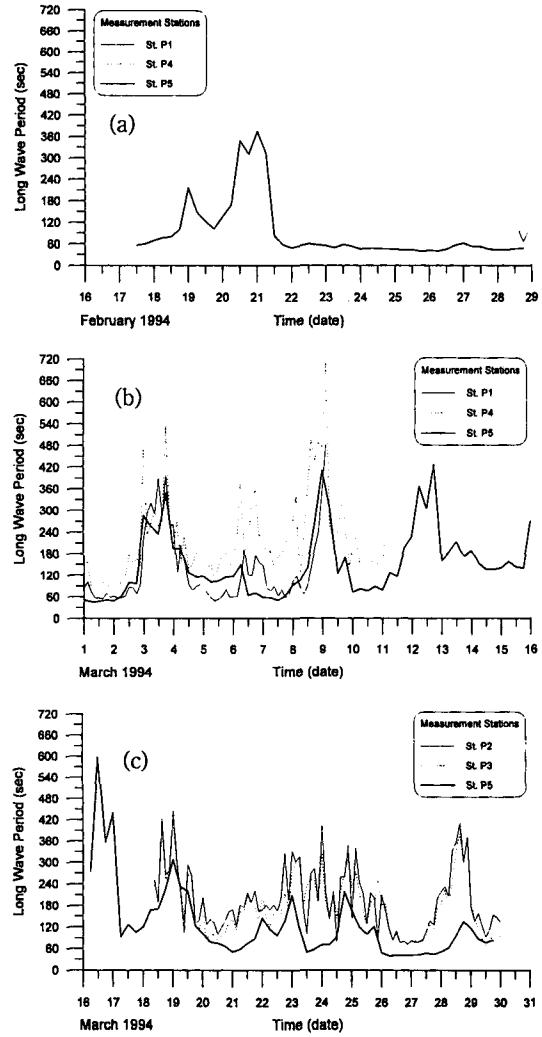 (a)
Long Wave Period (sec)
720
660
600
540
480
420
360
300
240
180
120
60
0
Measurement Stations
St. P1
St. P4
St. P5
16 17 18 19 20 21 22 23 24 25 26 27 28 29
February 1994 Time (date)
(b)
Long Wave Period (sec)
720
660
600
540
480
420
360
300
240
180
120
60
0
Measurement Stations
St. P1
St. P4
St. P5
1 2 3 4 5 6 7 8 9 10 11 12 13 14 15 16
March 1994 Time (date)
(c)
Long Wave Period (sec)
720
660
600
540
480
420
360
300
240
180
120
60
0
Measurement Stations
St. P2
St. P3
St. P5
16 17 18 19 20 21 22 23 24 25 26 27 28 29 30 31
March 1994 Time (date)